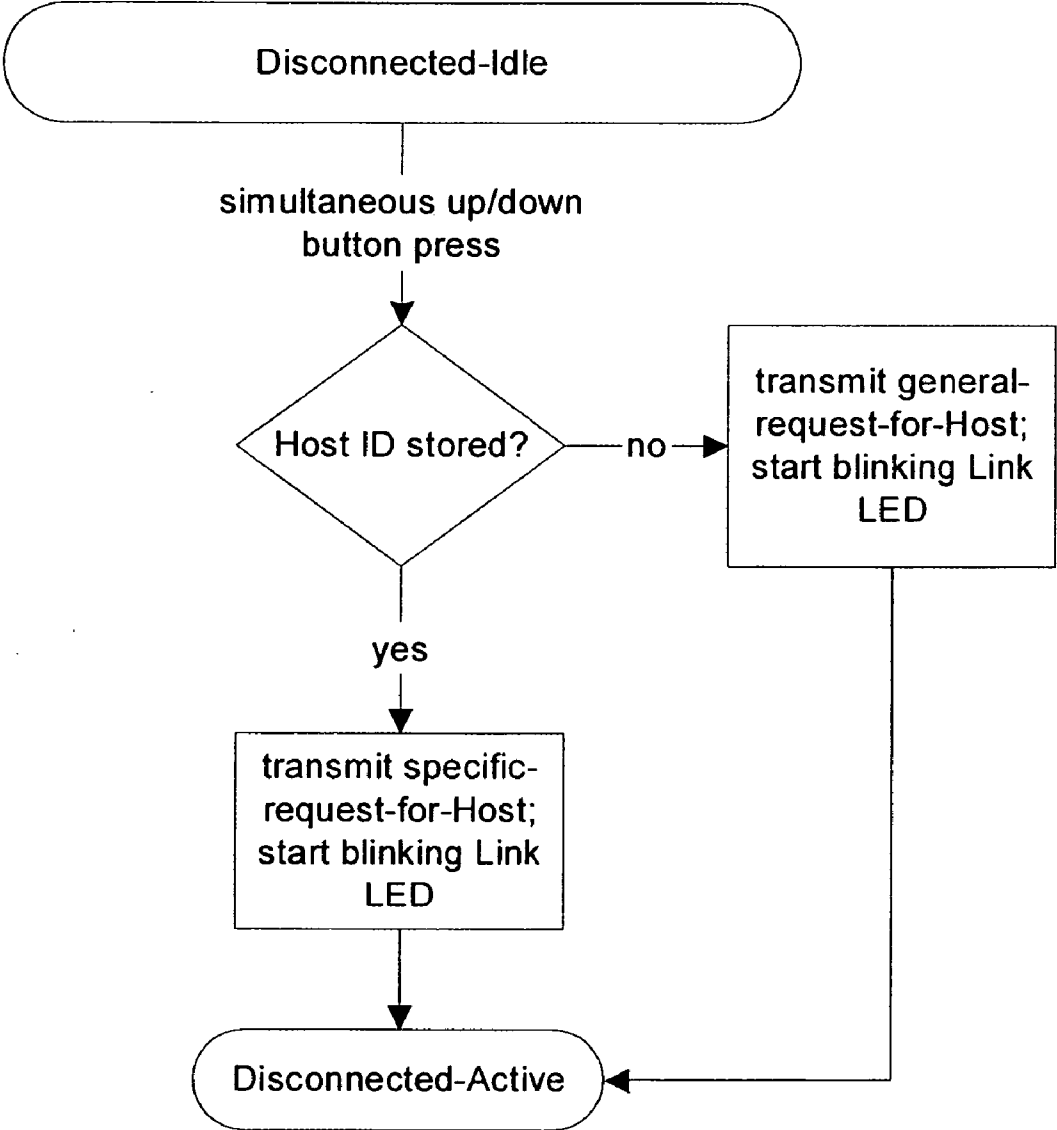 Disconnected-Idle
simultaneous up/down
button press
Host ID stored?
no
transmit general-
request-for-Host;
start blinking Link
LED
yes
transmit specific-
request-for-Host;
start blinking Link
LED
Disconnected-Active